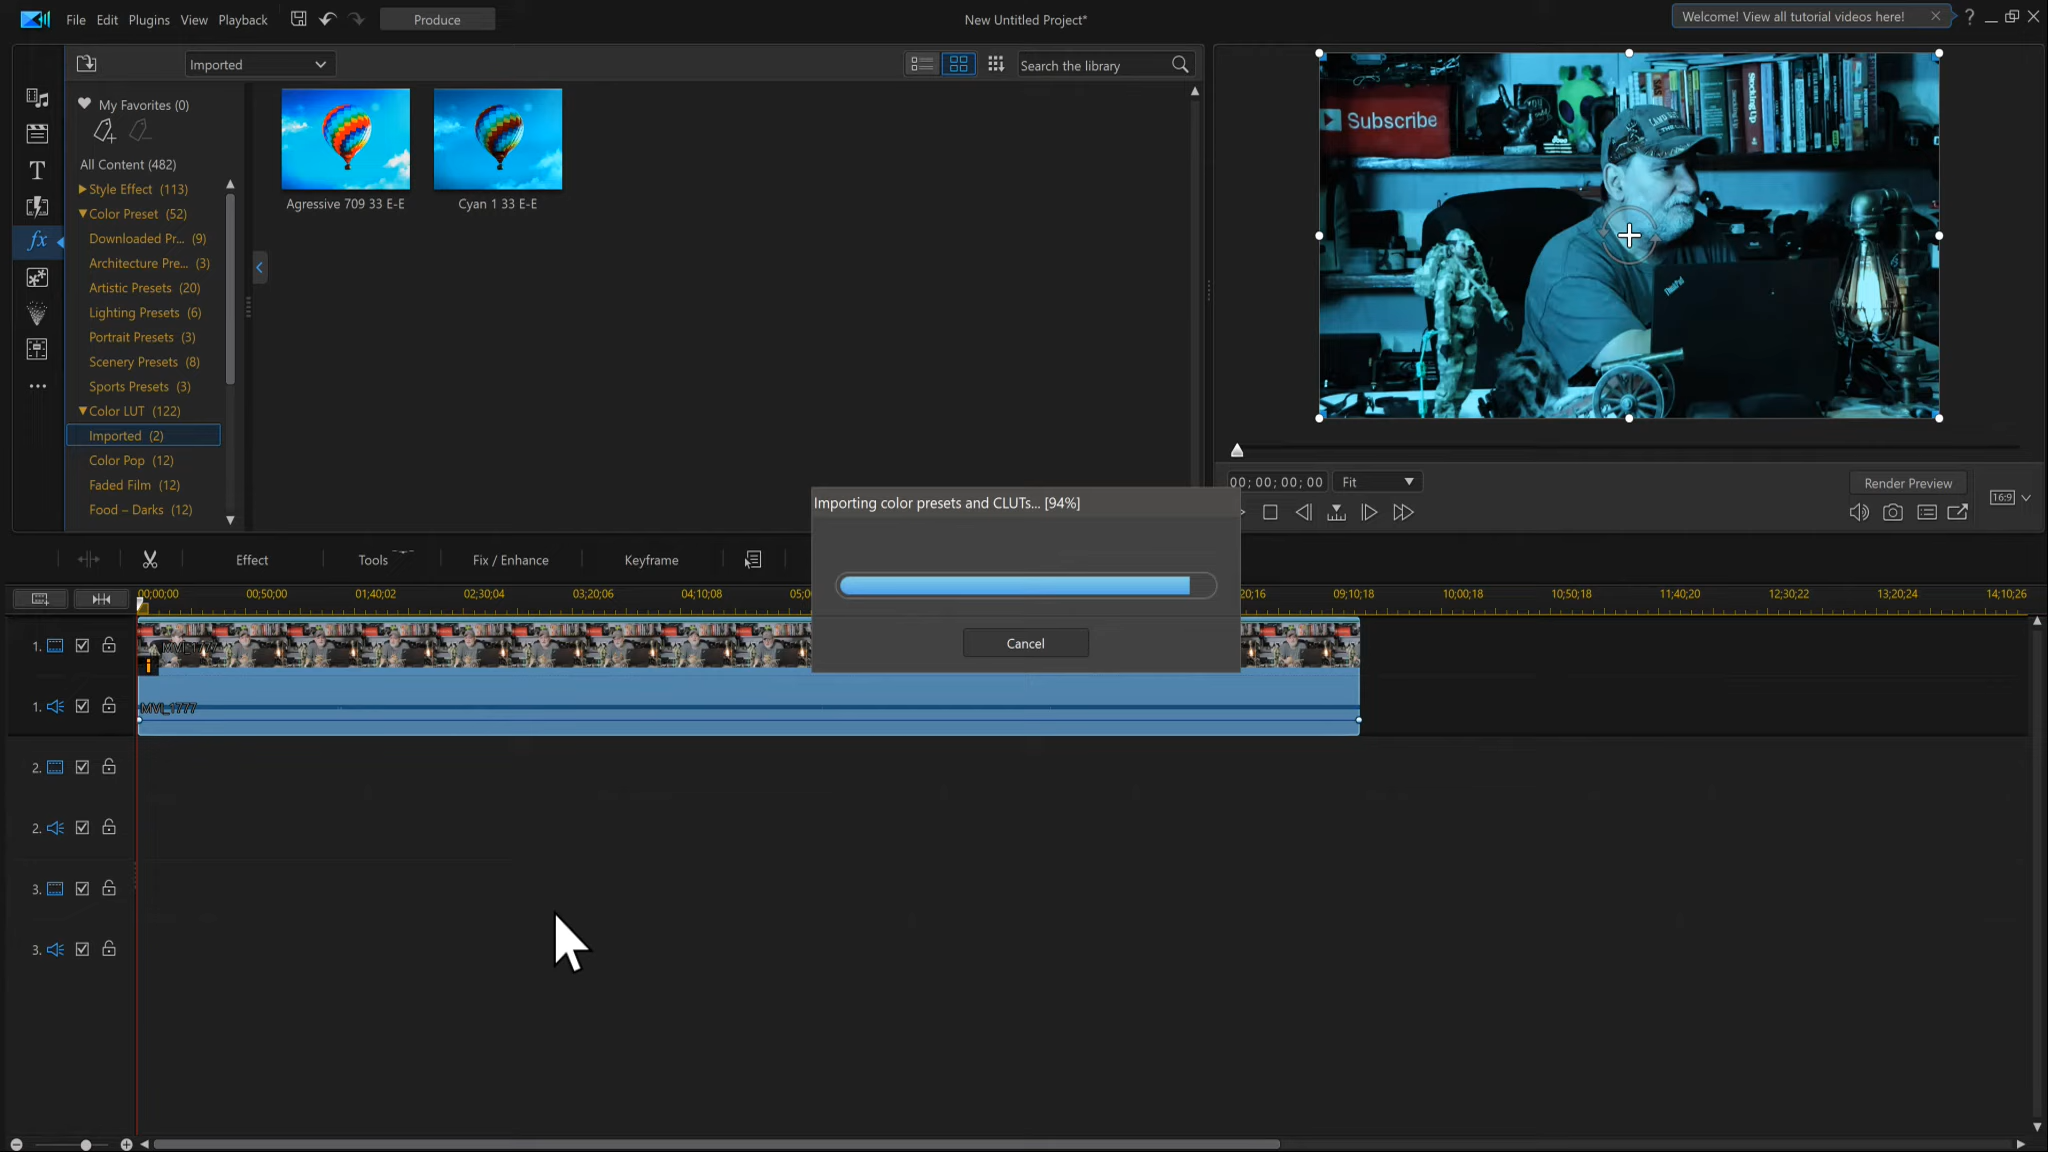 File Edit Plugins View Playback Produce New Untitled Project* Welcome! View all tutorial videos here! ?
Imported Search the library
My Favorites (0)
All Content (482)
Style Effect (113)
Color Preset (52)
Downloaded Pr... (9)
Architecture Pre... (3)
Artistic Presets (20)
Lighting Presets (6)
Portrait Presets (3)
Scenery Presets (8)
Sports Presets (3)
Color LUT (122)
Imported (2)
Color Pop (12)
Faded Film (12)
Food – Darks (12)
Agressive 709 33 E-E Cyan 1 33 E-E
Subscribe
ThinkPad
00; 00; 00; 00 Fit Render Preview
16:9
Importing color presets and CLUTs... [94%]
Cancel
Effect Tools Fix / Enhance Keyframe
00;00;00 00;50;00 01;40;02 02;30;04 03;20;06 04;10;08 09;10;18 10;00;18 10;50;18 11;40;20 12;30;22 13;20;24 14;10;26
1. MVI_1777
1. MVI_1777
2.
2.
3.
3.